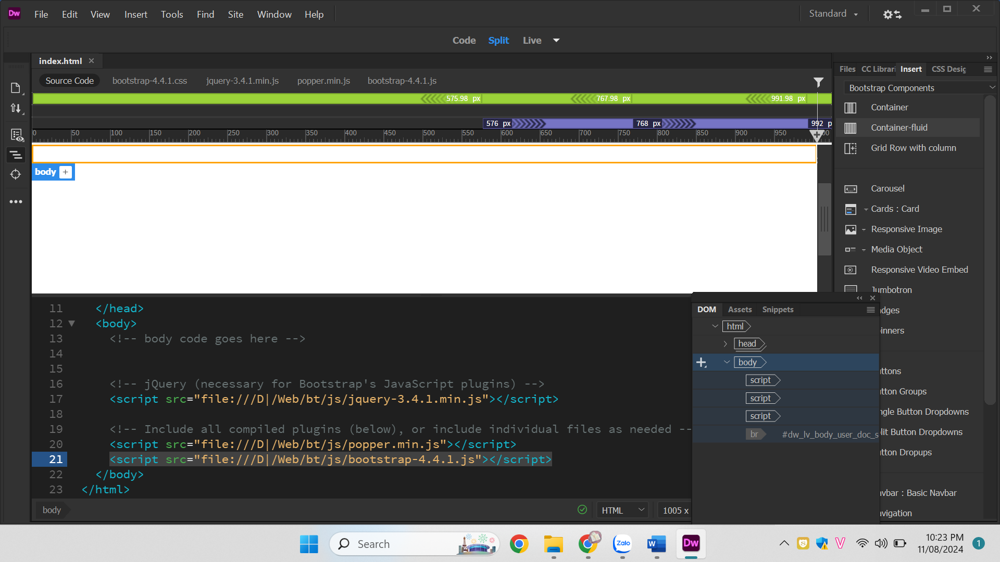 Dw File Edit View Insert Tools Find Site Window Help Standard
Code Split Live
index.html
Source Code bootstrap-4.4.1.css jquery-3.4.1.min.js popper.min.js bootstrap-4.4.1.js
575.98 px 767.98 px 991.98 px
576 px 768 px 992 p
0 50 100 150 200 250 300 350 400 450 500 550 600 650 700 750 800 850 900 950 00
body +
11 </head>
12 <body>
13 <!-- body code goes here -->
14
15
16 <!-- jQuery (necessary for Bootstrap's JavaScript plugins) -->
17 <script src="file:///D|/Web/bt/js/jquery-3.4.1.min.js"></script>
18
19 <!-- Include all compiled plugins (below), or include individual files as needed --
20 <script src="file:///D|/Web/bt/js/popper.min.js"></script>
21 <script src="file:///D|/Web/bt/js/bootstrap-4.4.1.js"></script>
22 </body>
23 </html>
body HTML 1005 x
Files CC Librari Insert CSS Desig
Bootstrap Components
Container
Container-fluid
Grid Row with column
Carousel
Cards : Card
Responsive Image
Media Object
Responsive Video Embed
Jumbotron
dges
inners
ttons
tton Groups
ngle Button Dropdowns
lit Button Dropdowns
tton Dropups
avbar : Basic Navbar
avigation
DOM Assets Snippets
html
head
body
script
script
script
br #dw_lv_body_user_doc_s
Search Zalo W Dw S V 10:23 PM 1
11/08/2024